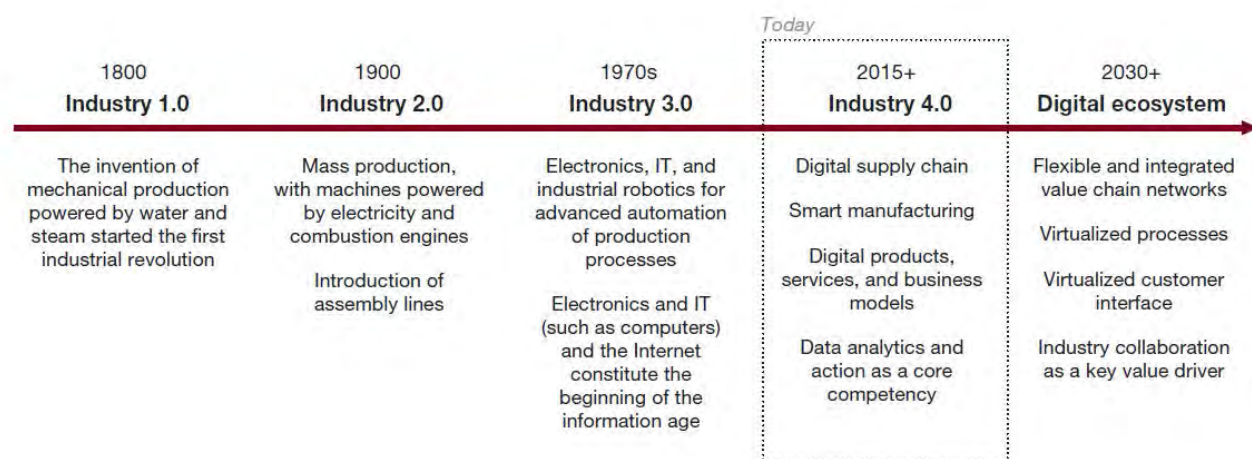 Today
1800
Industry 1.0
The invention of
mechanical production
powered by water and
steam started the first
industrial revolution
1900
Industry 2.0
Mass production,
with machines powered
by electricity and
combustion engines
Introduction of
assembly lines
1970s
Industry 3.0
Electronics, IT, and
industrial robotics for
advanced automation
of production
processes
Electronics and IT
(such as computers)
and the Internet
constitute the
beginning of the
information age
2015+
Industry 4.0
Digital supply chain
Smart manufacturing
Digital products,
services, and business
models
Data analytics and
action as a core
competency
2030+
Digital ecosystem
Flexible and integrated
value chain networks
Virtualized processes
Virtualized customer
interface
Industry collaboration
as a key value driver